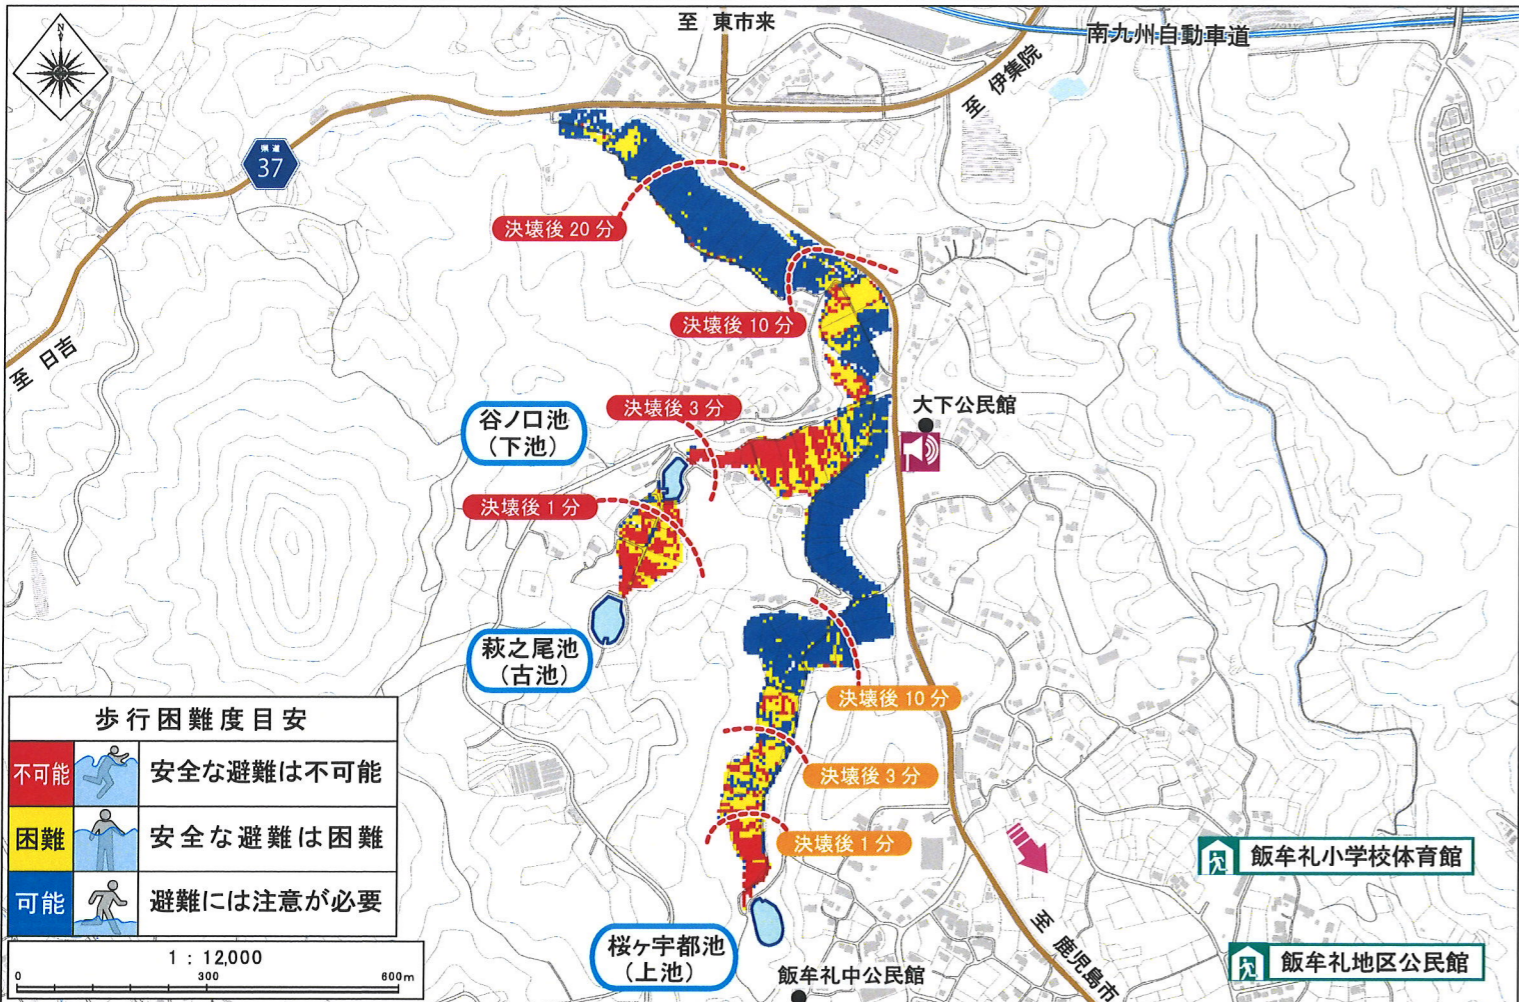 N
至 東市来
南九州自動車道
至 伊集院
県道
37
決壊後 20 分
決壊後 10 分
至 日吉
谷ノ口池
(下池)
決壊後 3 分
大下公民館
決壊後 1 分
萩之尾池
(古池)
決壊後 10 分
決壊後 3 分
決壊後 1 分
桜ヶ宇都池
(上池)
飯牟礼中公民館
至 鹿児島市
飯牟礼小学校体育館
飯牟礼地区公民館
歩行困難度目安
不可能 安全な避難は不可能
困難 安全な避難は困難
可能 避難には注意が必要
1 : 12,000
0 300 600m